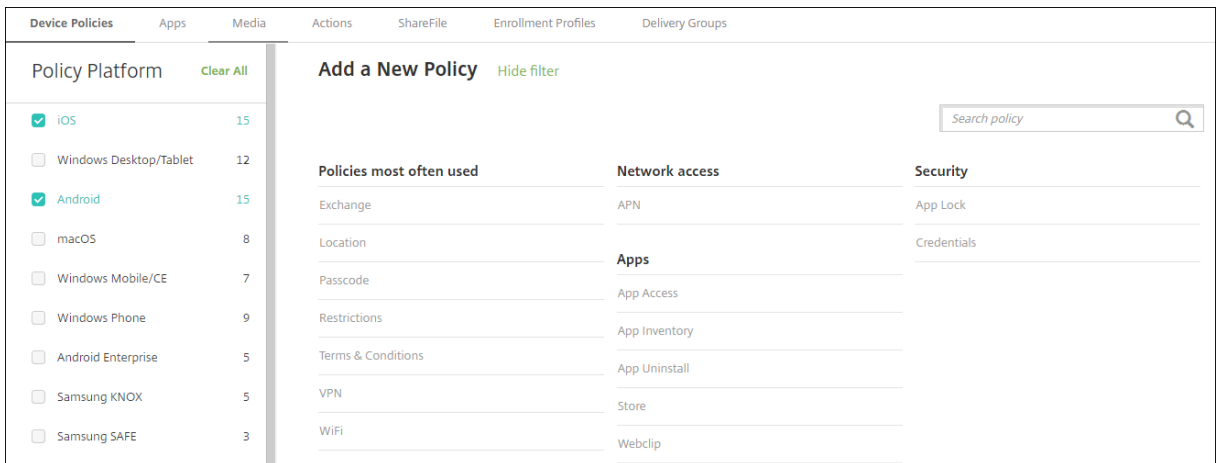 Device Policies Apps Media Actions ShareFile Enrollment Profiles Delivery Groups
Policy Platform Clear All
iOS 15
Windows Desktop/Tablet 12
Android 15
macOS 8
Windows Mobile/CE 7
Windows Phone 9
Android Enterprise 5
Samsung KNOX 5
Samsung SAFE 3
Add a New Policy Hide filter
Search policy
Policies most often used
Exchange
Location
Passcode
Restrictions
Terms & Conditions
VPN
WiFi
Network access
APN
Apps
App Access
App Inventory
App Uninstall
Store
Webclip
Security
App Lock
Credentials